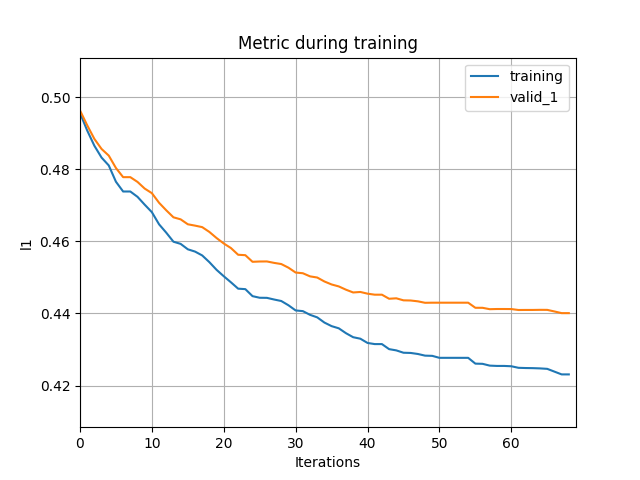 Metric during training
training
valid_1
0.50
0.48
0.46
0.44
0.42
l1
0 10 20 30 40 50 60
Iterations